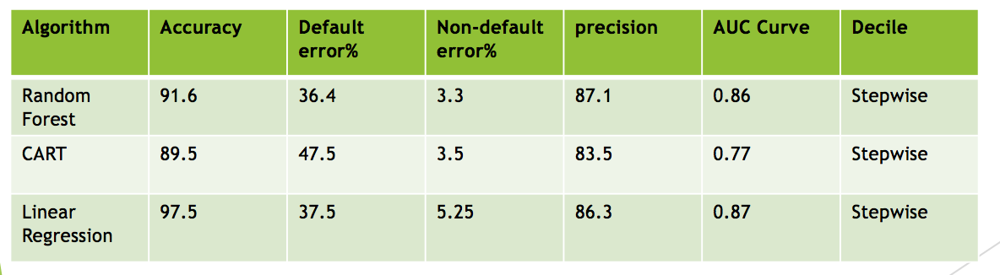 Algorithm Accuracy Default error% Non-default error% precision AUC Curve Decile
Random Forest 91.6 36.4 3.3 87.1 0.86 Stepwise
CART 89.5 47.5 3.5 83.5 0.77 Stepwise
Linear Regression 97.5 37.5 5.25 86.3 0.87 Stepwise